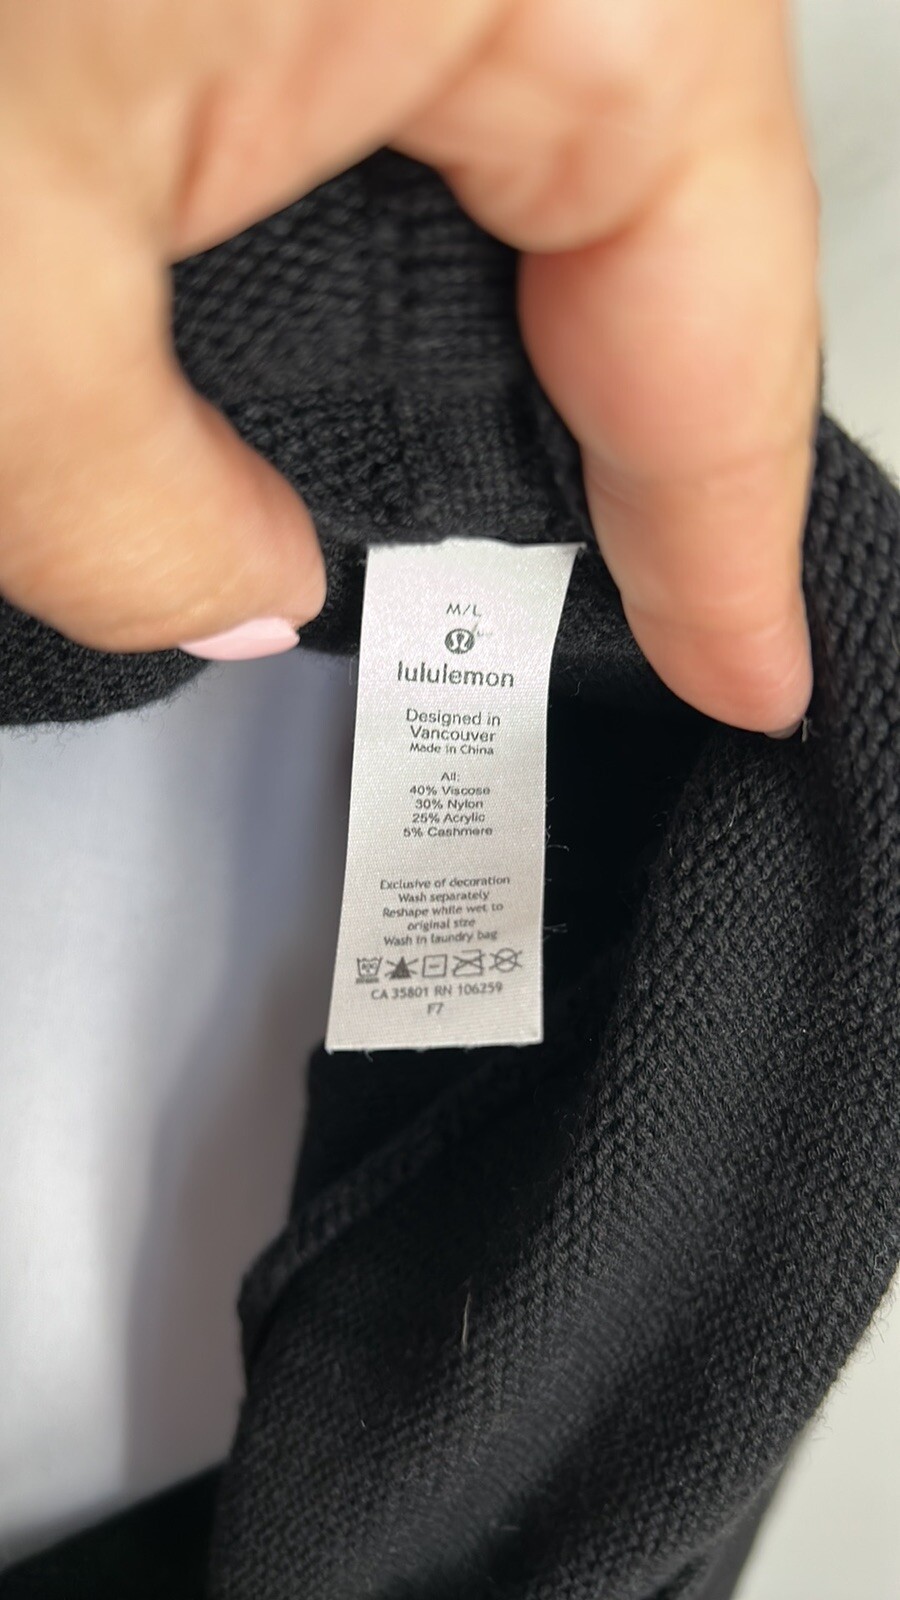 M/L
lululemon
Designed in
Vancouver
Made in China
All:
40% Viscose
30% Nylon
25% Acrylic
5% Cashmere
Exclusive of decoration
Wash separately
Reshape while wet to
original size
Wash in laundry bag
CA 35801 RN 106259
F7